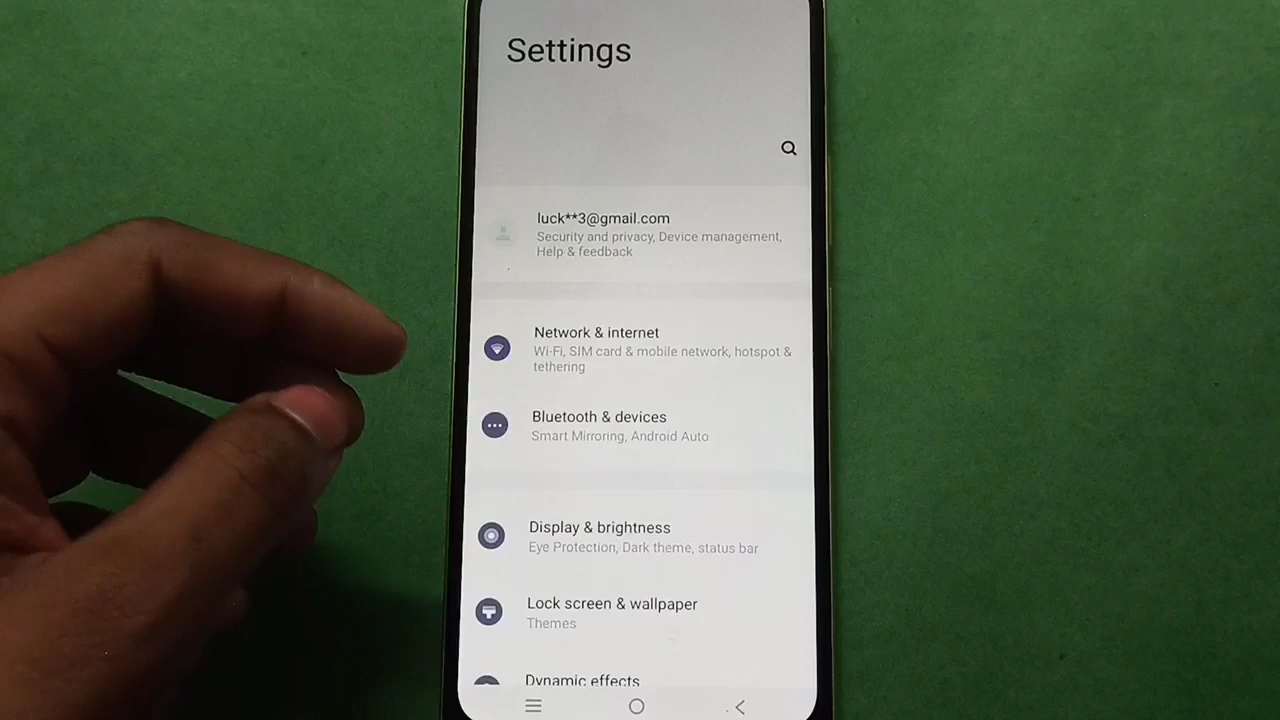 Settings
luck**3@gmail.com
Security and privacy, Device management,
Help & feedback
Network & internet
Wi-Fi, SIM card & mobile network, hotspot &
tethering
Bluetooth & devices
Smart Mirroring, Android Auto
Display & brightness
Eye Protection, Dark theme, status bar
Lock screen & wallpaper
Themes
Dynamic effects